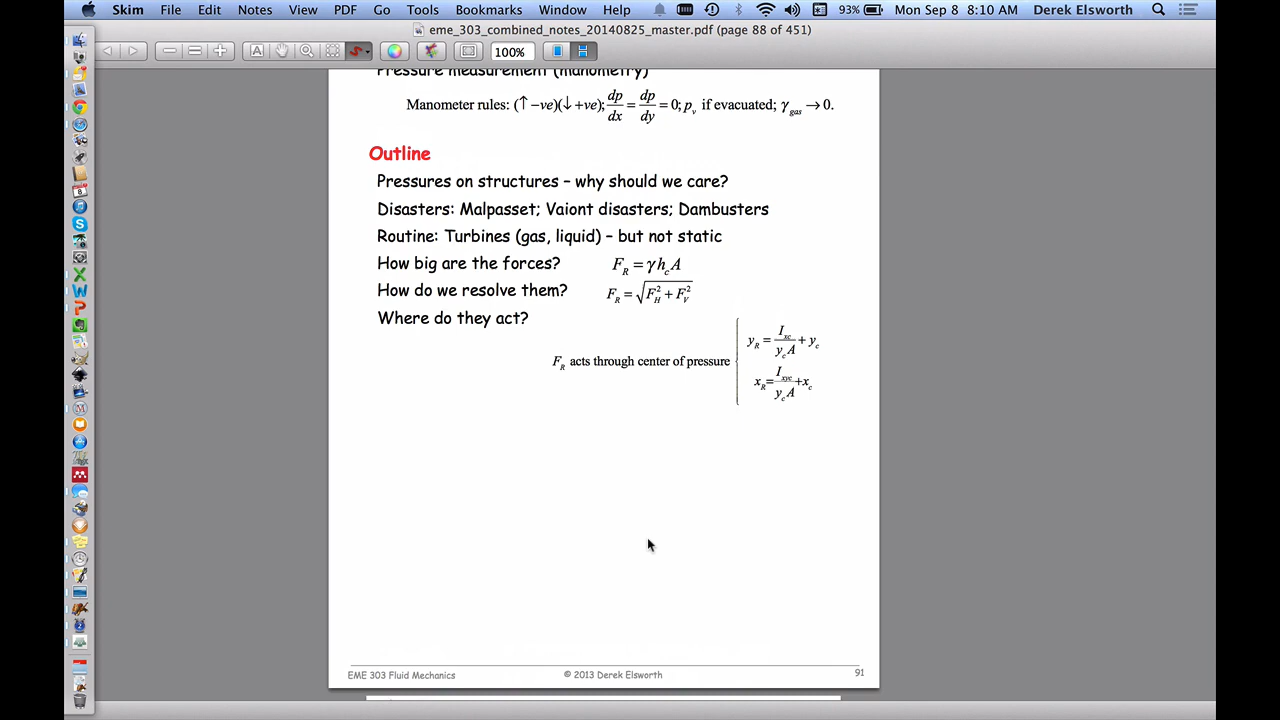 Skim File Edit View PDF Go Tools Bookmarks Window Help 93% Mon Sep 8 8:10 AM Derek Elsworth
eme_303_combined_notes_20140825_master.pdf (page 88 of 451)
100%
Pressure measurement (manometry)
Manometer rules: (↑ −ve)(↓ +ve); dp/dx = dp/dy = 0; p_v if evacuated; γ_gas → 0.
Outline
Pressures on structures – why should we care?
Disasters: Malpasset; Vaiont disasters; Dambusters
Routine: Turbines (gas, liquid) – but not static
How big are the forces? F_R = γh_cA
How do we resolve them? F_R = √(F_H² + F_V²)
Where do they act?
F_R acts through center of pressure { y_R = I_xc/(y_cA) + y_c
x_R = I_xyc/(y_cA) + x_c
EME 303 Fluid Mechanics © 2013 Derek Elsworth 91